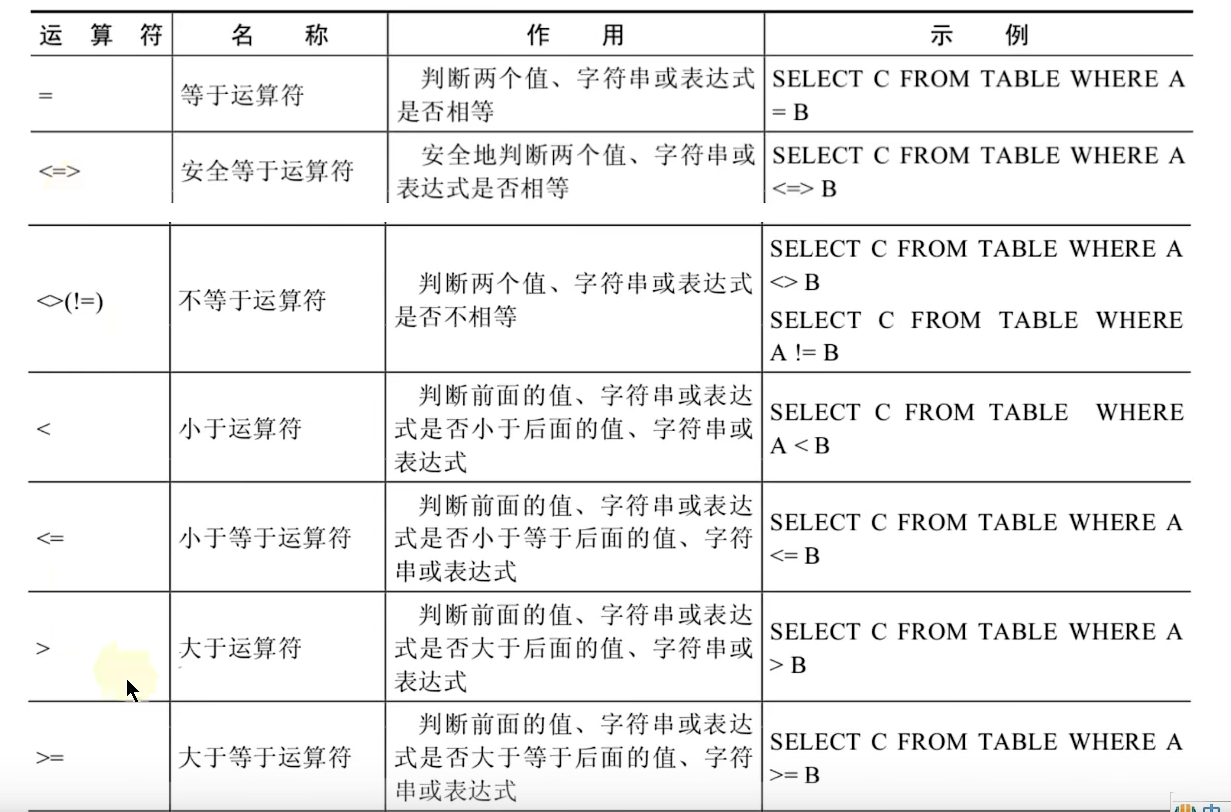 运 算 符 名 称 作 用 示 例
= 等于运算符 判断两个值、字符串或表达式 SELECT C FROM TABLE WHERE A
是否相等 = B
<=> 安全等于运算符 安全地判断两个值、字符串或 SELECT C FROM TABLE WHERE A
表达式是否相等 <=> B
<>(!=) 不等于运算符 判断两个值、字符串或表达式 SELECT C FROM TABLE WHERE A
是否不相等 <> B
SELECT C FROM TABLE WHERE
A != B
< 小于运算符 判断前面的值、字符串或表达 SELECT C FROM TABLE WHERE
式是否小于后面的值、字符串或 A < B
表达式
<= 小于等于运算符 判断前面的值、字符串或表达 SELECT C FROM TABLE WHERE A
式是否小于等于后面的值、字符 <= B
串或表达式
> 大于运算符 判断前面的值、字符串或表达 SELECT C FROM TABLE WHERE A
式是否大于后面的值、字符串或 > B
表达式
>= 大于等于运算符 判断前面的值、字符串或表达 SELECT C FROM TABLE WHERE A
式是否大于等于后面的值、字符 >= B
串或表达式